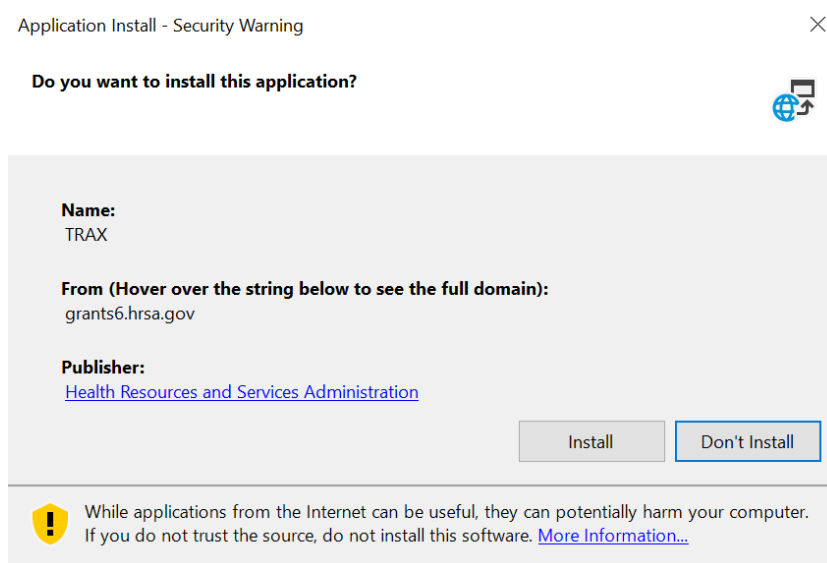 Application Install - Security Warning
Do you want to install this application?
Name:
TRAX
From (Hover over the string below to see the full domain):
grants6.hrsa.gov
Publisher:
Health Resources and Services Administration
Install
Don't Install
While applications from the Internet can be useful, they can potentially harm your computer.
If you do not trust the source, do not install this software. More Information...